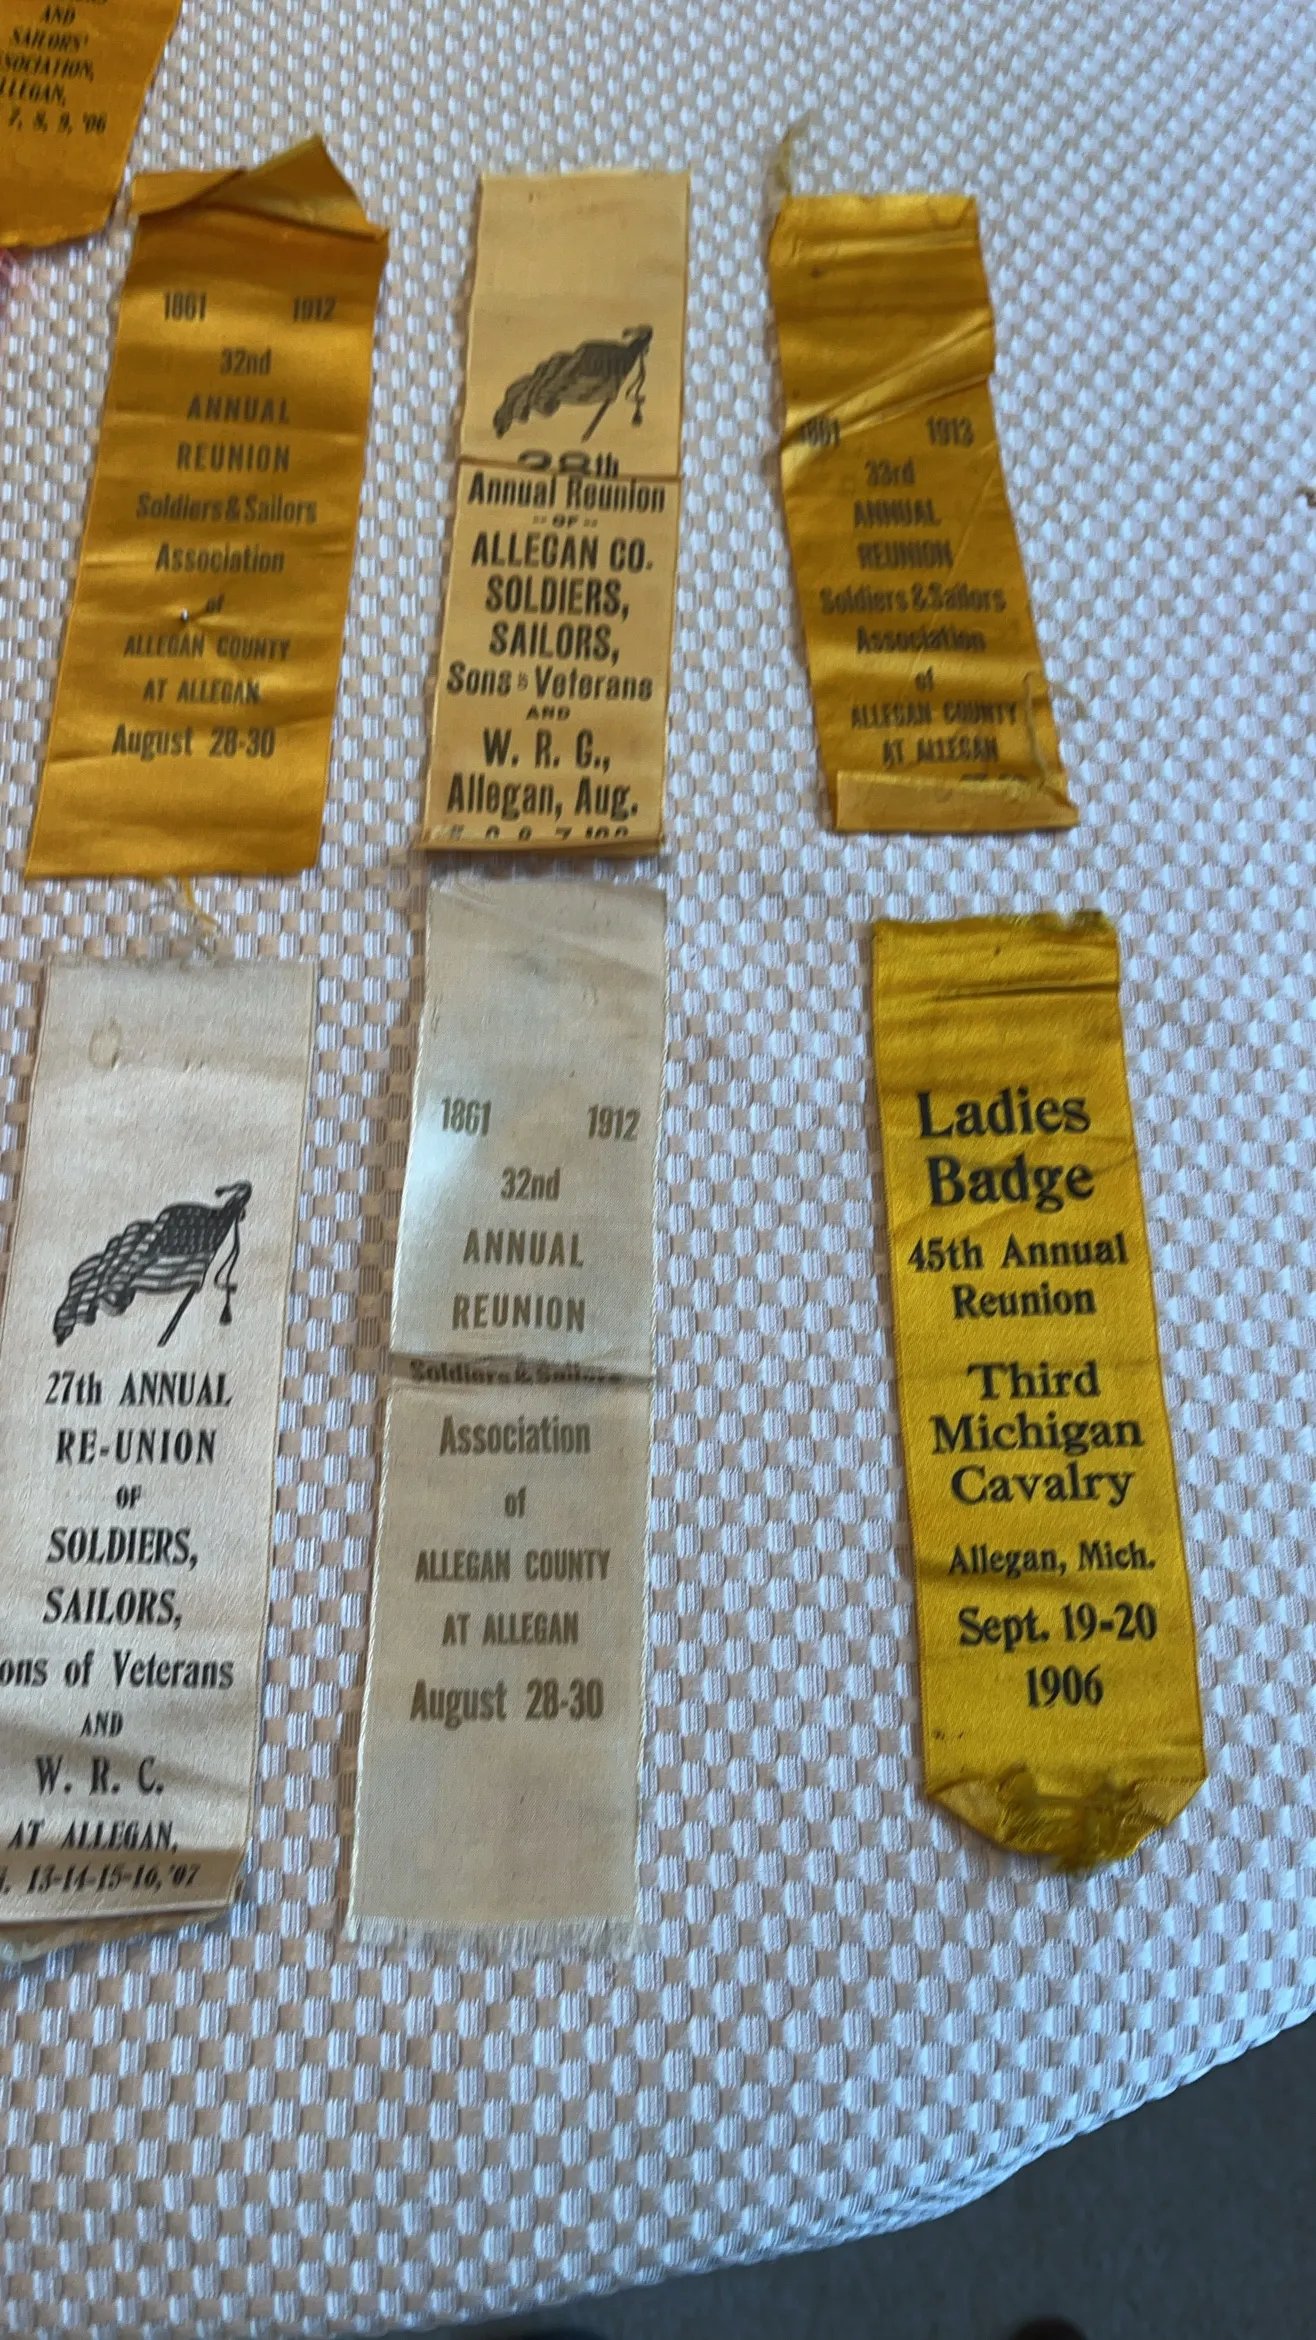 AND
SAILORS'
LLEGAN,
7, 8, 9, '06
1861 1912
32nd
ANNUAL
REUNION
Soldiers & Sailors
Association
of
ALLEGAN COUNTY
AT ALLEGAN
August 28-30
28th
Annual Reunion
-- OF --
ALLEGAN CO.
SOLDIERS,
SAILORS,
Sons of Veterans
AND
W. R. C.,
Allegan, Aug.
1861 1913
33rd
ANNUAL
REUNION
Soldiers & Sailors
Association
of
ALLEGAN COUNTY
AT ALLEGAN
27th ANNUAL
RE-UNION
OF
SOLDIERS,
SAILORS,
ons of Veterans
AND
W. R. C.
AT ALLEGAN,
13-14-15-16, '07
1861 1912
32nd
ANNUAL
REUNION
Soldiers & Sailors
Association
of
ALLEGAN COUNTY
AT ALLEGAN
August 28-30
Ladies
Badge
45th Annual
Reunion
Third
Michigan
Cavalry
Allegan, Mich.
Sept. 19-20
1906